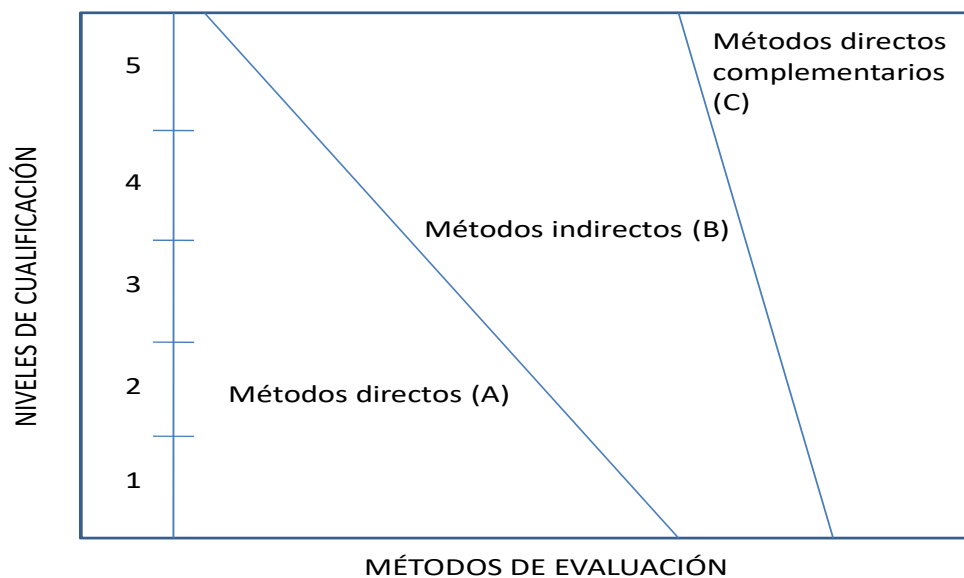 NIVELES DE CUALIFICACIÓN
5
4
3
2
1
Métodos directos
complementarios
(C)
Métodos indirectos (B)
Métodos directos (A)
MÉTODOS DE EVALUACIÓN